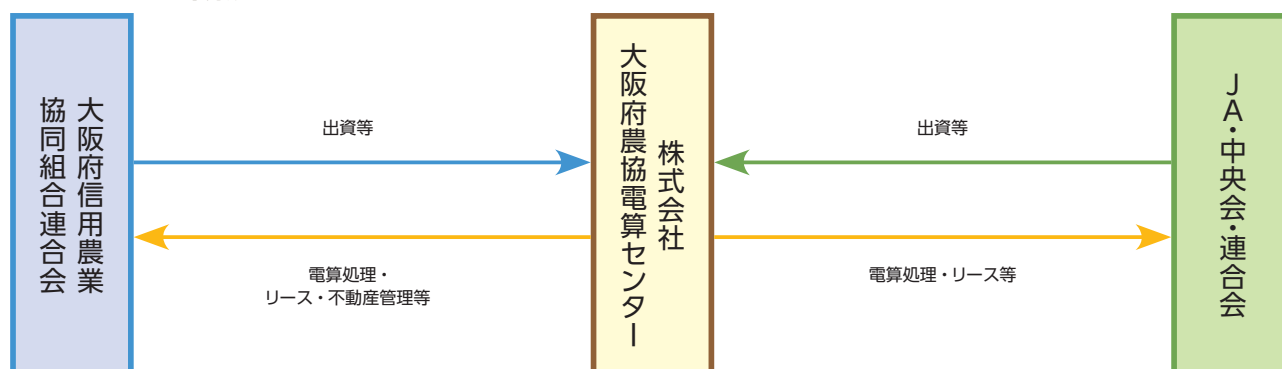 大阪府信用農業
協同組合連合会
出資等
電算処理・
リース・不動産管理等
株式会社
大阪府農協電算センター
出資等
電算処理・リース等
JA・中央会・連合会